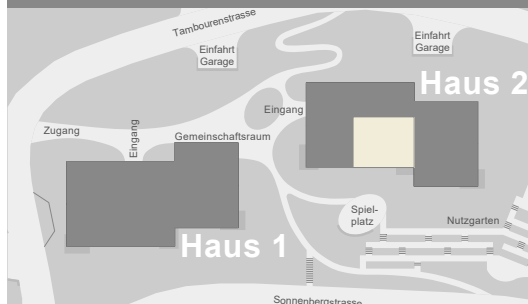 Tambourenstrasse
Einfahrt
Garage
Einfahrt
Garage
Haus 2
Eingang
Zugang
Eingang
Gemeinschaftsraum
Spiel-
platz
Nutzgarten
Haus 1
Sonnenbergstrasse